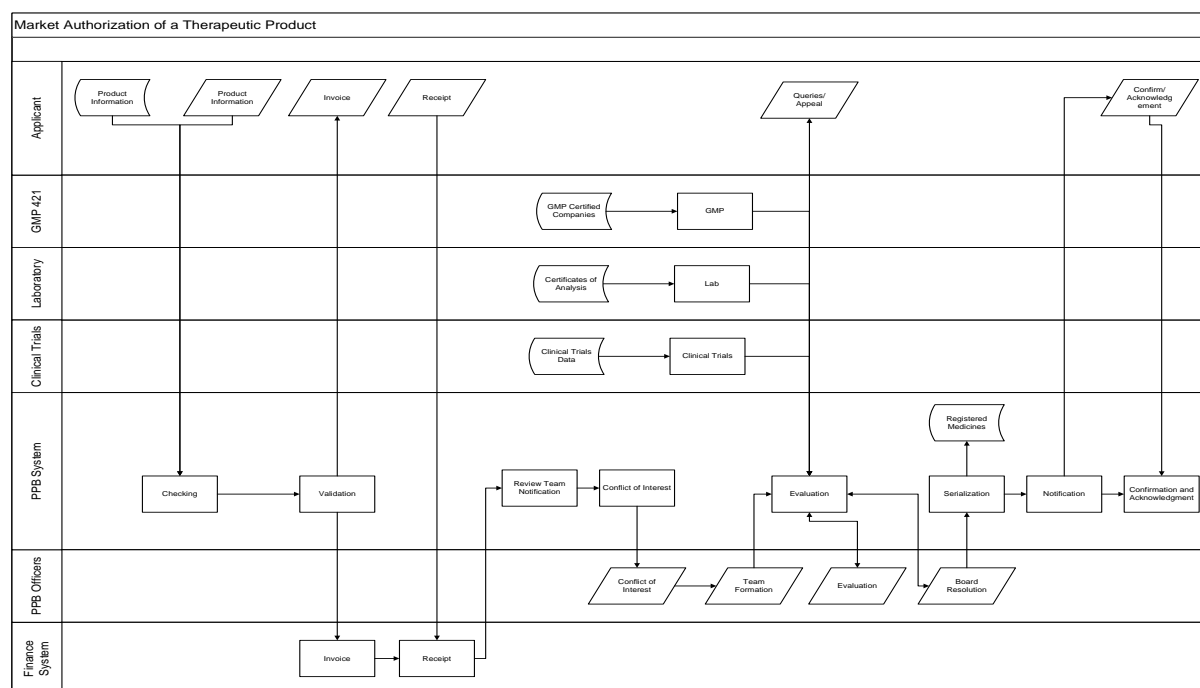 Market Authorization of a Therapeutic Product
Applicant
Product
Information
Product
Information
Invoice
Receipt
Queries/
Appeal
Confirm/
Acknowledg
ement
GMP 421
GMP Certified
Companies
GMP
Laboratory
Certificates of
Analysis
Lab
Clinical Trials
Clinical Trials
Data
Clinical Trials
PPB System
Registered
Medicines
Checking
Validation
Review Team
Notification
Conflict of Interest
Evaluation
Serialization
Notification
Confirmation and
Acknowledgment
PPB Officers
Conflict of
Interest
Team
Formation
Evaluation
Board
Resolution
Finance
System
Invoice
Receipt